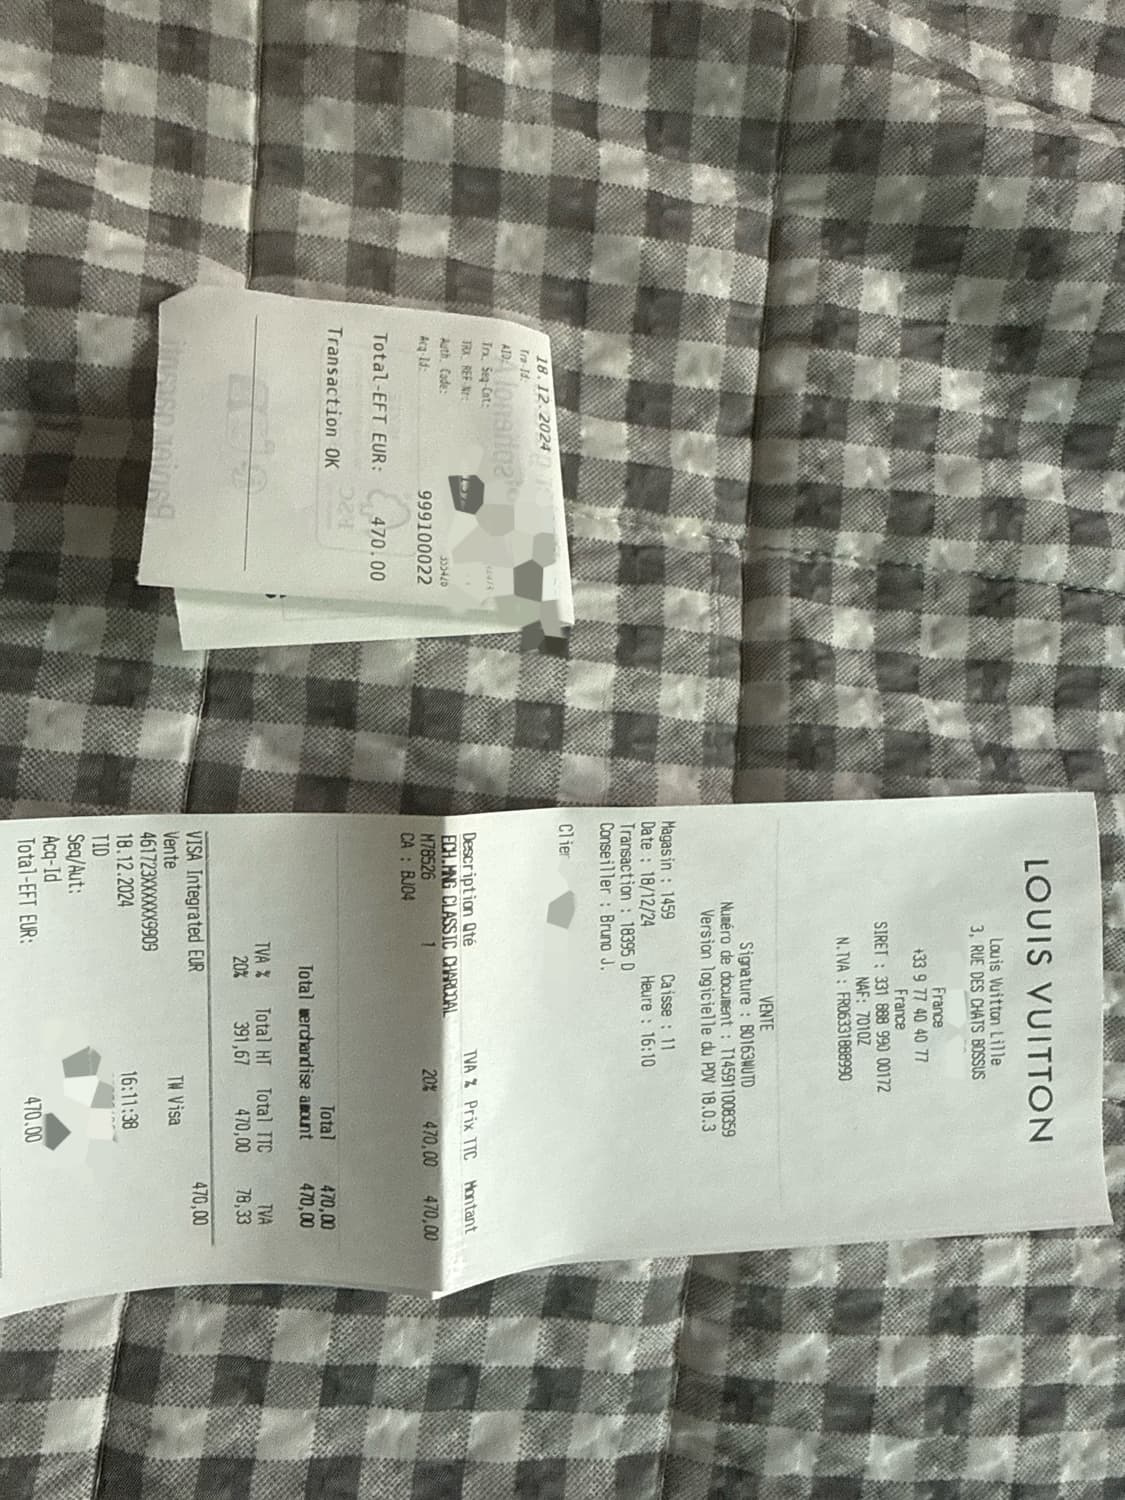 LOUIS VUITTON
Louis Vuitton Lille
3, RUE DES CHATS BOSSUS
France
+33 9 77 40 40 77
France
SIRET : 331 888 990 00172
NAF: 7010Z
N.TVA : FR06331888990
VENTE
Signature : BO163WUTD
Numéro de document : T145911008359
Version logicielle du PDV 18.0.3
Magasin : 1459 Caisse : 11
Date : 18/12/24 Heure : 16:10
Transaction : 18395 D
Conseiller : Bruno J.
Clie
Description Qté TVA % Prix TTC Montant
ECH.MNG CLASSIC CHARCOAL
M78526 1 20% 470,00 470,00
CA : BJ04
Total 470,00
Total merchandise amount 470,00
TVA % Total HT Total TTC TVA
20% 391,67 470,00 78,33
VISA Integrated EUR 470,00
Vente TW Visa
461723XXXXXX9909
18.12.2024 16:11:38
TID
Seq/Aut:
Acq-Id
Total-EFT EUR: 470.00
18.12.2024
Trm-Id:
AID:
Trx. Seq-Cnt:
TRX. REF-Nr:
Auth. Code:
Acq-Id: 999100022
Total-EFT EUR: 470.00
Transaction OK